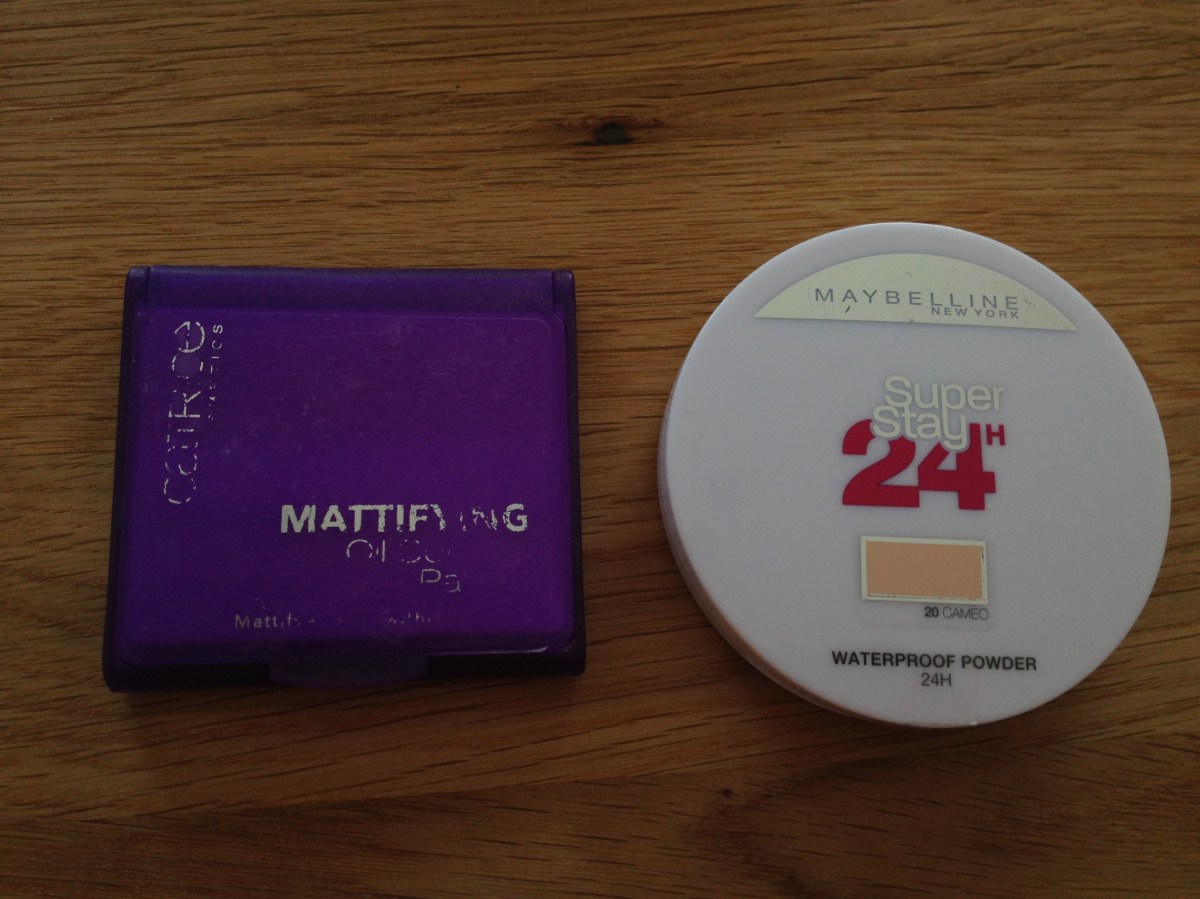 catrice
MATTIFYING
MAYBELLINE
NEW YORK
Super
Stay
24H
20 CAMEO
WATERPROOF POWDER
24H